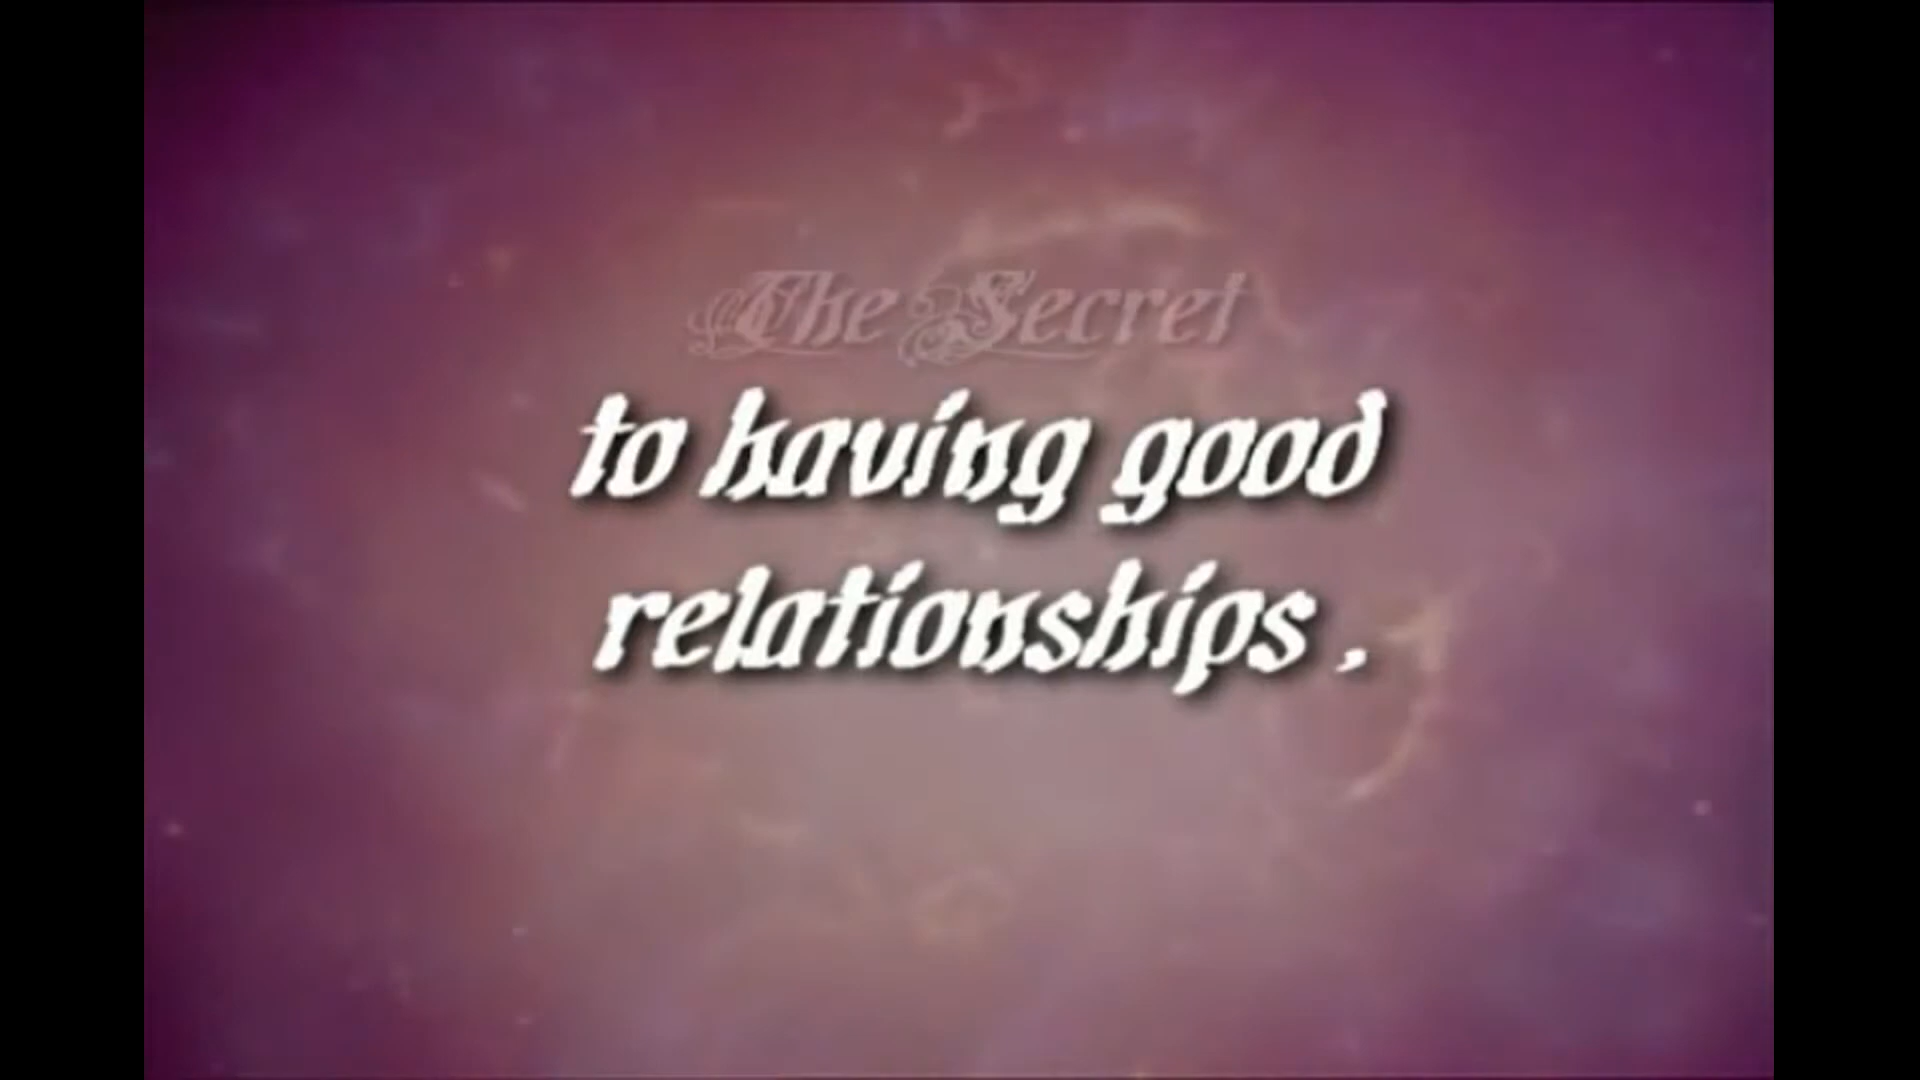 The Secret
to having good
relationships .